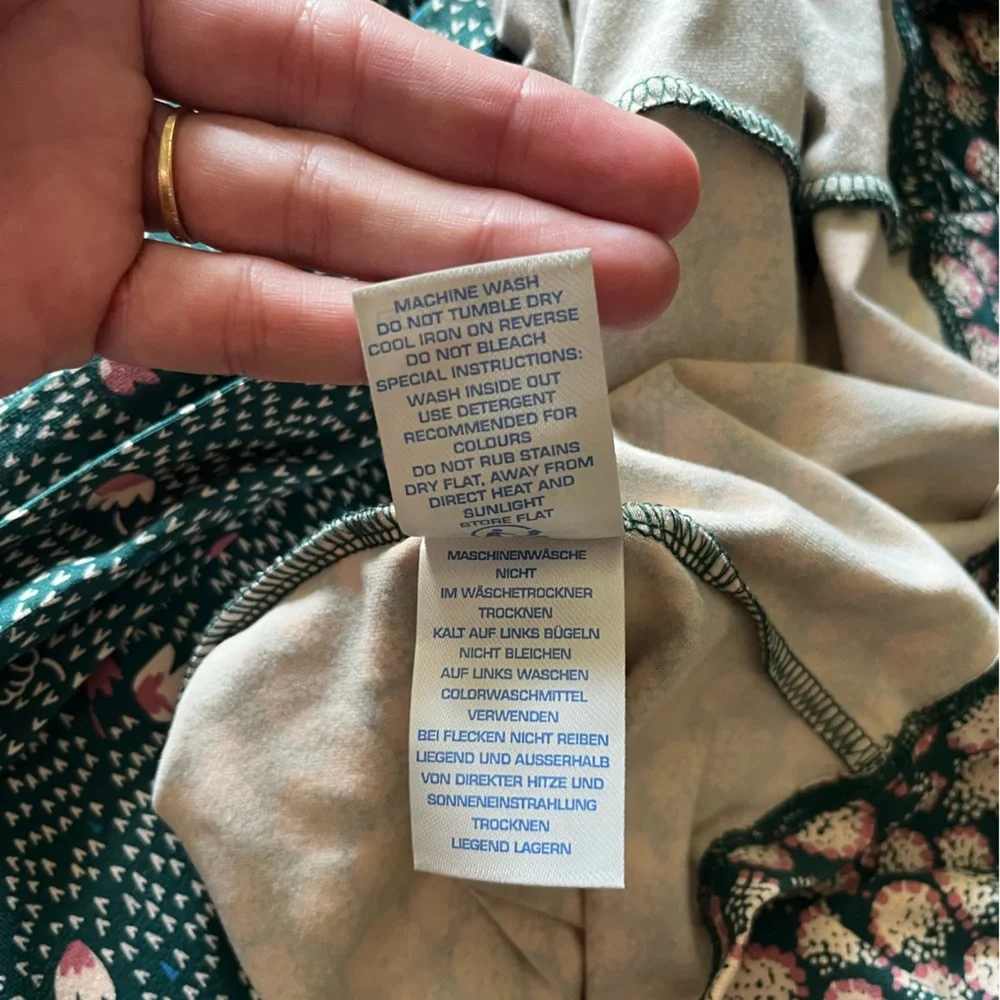 MACHINE WASH
DO NOT TUMBLE DRY
COOL IRON ON REVERSE
DO NOT BLEACH
SPECIAL INSTRUCTIONS:
WASH INSIDE OUT
USE DETERGENT
RECOMMENDED FOR
COLOURS
DO NOT RUB STAINS
DRY FLAT, AWAY FROM
DIRECT HEAT AND
SUNLIGHT
STORE FLAT
MASCHINENWÄSCHE
NICHT
IM WÄSCHETROCKNER
TROCKNEN
KALT AUF LINKS BÜGELN
NICHT BLEICHEN
AUF LINKS WASCHEN
COLORWASCHMITTEL
VERWENDEN
BEI FLECKEN NICHT REIBEN
LIEGEND UND AUSSERHALB
VON DIREKTER HITZE UND
SONNENEINSTRAHLUNG
TROCKNEN
LIEGEND LAGERN